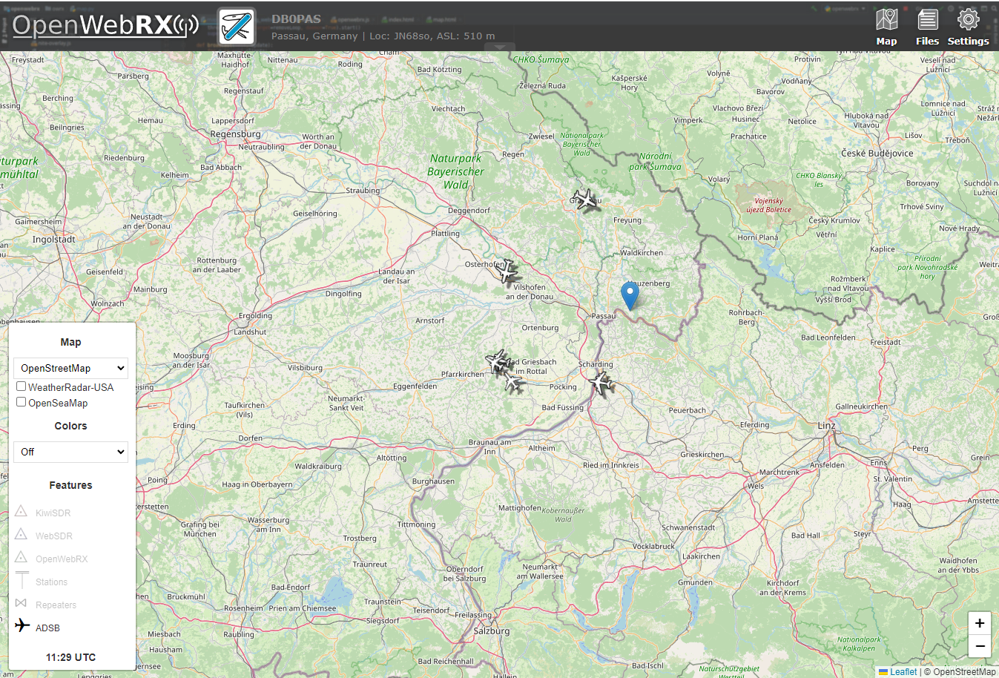 OpenWebRX
DB0PAS
Passau, Germany | Loc: JN68so, ASL: 510 m
Map
Files
Settings
Freystadt
Parsberg
Berching
Beilngries
Hemau
Riedenburg
Kelheim
Maxhütte-
Haidhof
Nittenau
Roding
Cham
Bad Kötzting
Regenstauf
Lappersdorf
Regensburg
Neutraubling
Wörth an
der Donau
Bad Abbach
Viechtach
Zwiesel
Regen
Naturpark
Bayerischer
Wald
Nationalpark
Bayerischer
Wald
CHKO Šumava
Železná Ruda
Kašperské
Hory
Národní
park Šumava
Volyně
Vodňany
Protivín
Bavorov
Vlachovo Březí
Husinec
Netolice
Vimperk
Prachatice
Veselí nad
Lužnicí
Lomnice nad
Lužnicí
Hluboká nad
Vltavou
Lišov
Třeboň
České Budějovice
CHKO Blanský
les
Volary
Borovany
Trhové Sviny
Nové Hrady
Vojenský
újezd Boletice
Český Krumlov
Větřní
Horní Planá
Kaplice
Přírodní
park Novohradské
hory
Rožmberk
nad Vltavou
Vyšší Brod
Straubing
Geiselhöring
Deggendorf
Plattling
Freyung
Waldkirchen
Hauzenberg
Osterhofen
Vilshofen
an der Donau
Gaimersheim
Ingolstadt
Neustadt
an der Donau
Geisenfeld
Rottenburg
an der Laaber
Mainburg
Wolnzach
Landau an
der Isar
Dingolfing
Ergolding
Landshut
Arnstorf
Ortenburg
Passau
Rohrbach-
Berg
Bad Leonfelden
Freistadt
Moosburg
an der Isar
Vilsbiburg
Eggenfelden
Pfarrkirchen
Bad Griesbach
im Rottal
Pocking
Scharding
Bad Füssing
Neumarkt-
Sankt Veit
Taufkirchen
(Vils)
Erding
Dorfen
Altötting
Waldkraiburg
Haag in Oberbayern
Poing
Braunau am
Inn
Altheim
Ried im Innkreis
Peuerbach
Eferding
Grieskirchen
Gallneukirchen
Linz
Perg
Grein
Enns
Ansfelden
Marchtrenk
Wels
St. Valentin
Haag
Burghausen
Tittmoning
Mattighofen
Kobernaußer
Wald
Schwanenstadt
Vöcklabruck
Laakirchen
Bad Hall
Steyr
Grafing bei
München
Wasserburg
am Inn
Trostberg
Traunreut
Oberndorf
bei Salzburg
Neumarkt
am Wallersee
Gmunden
Kirchdorf
an der Krems
Waidhofen
an der Ybbs
Bruckmühl
Bad Endorf
Rosenheim
Prien am Chiemsee
Traunstein
Siegsdorf
Teisendorf
Freilassing
Salzburg
Miesbach
Hausham
Raubling
Bad Reichenhall
Hallein
Bad-Ischl
Nationalpark
Kalkalpen
Naturschutzgebiet
Map
OpenStreetMap
WeatherRadar-USA
OpenSeaMap
Colors
Off
Features
KiwiSDR
WebSDR
OpenWebRX
Stations
Repeaters
ADSB
11:29 UTC
+
−
Leaflet | © OpenStreetMap